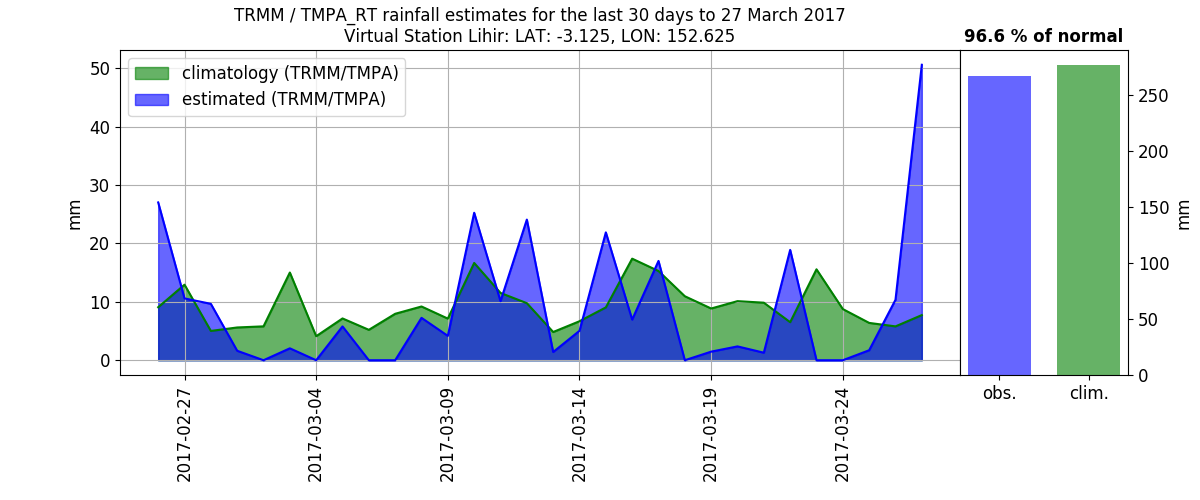 TRMM / TMPA_RT rainfall estimates for the last 30 days to 27 March 2017
Virtual Station Lihir: LAT: -3.125, LON: 152.625
96.6 % of normal
climatology (TRMM/TMPA)
estimated (TRMM/TMPA)
50
40
30
20
10
0
mm
2017-02-27
2017-03-04
2017-03-09
2017-03-14
2017-03-19
2017-03-24
250
200
150
100
50
0
mm
obs.
clim.